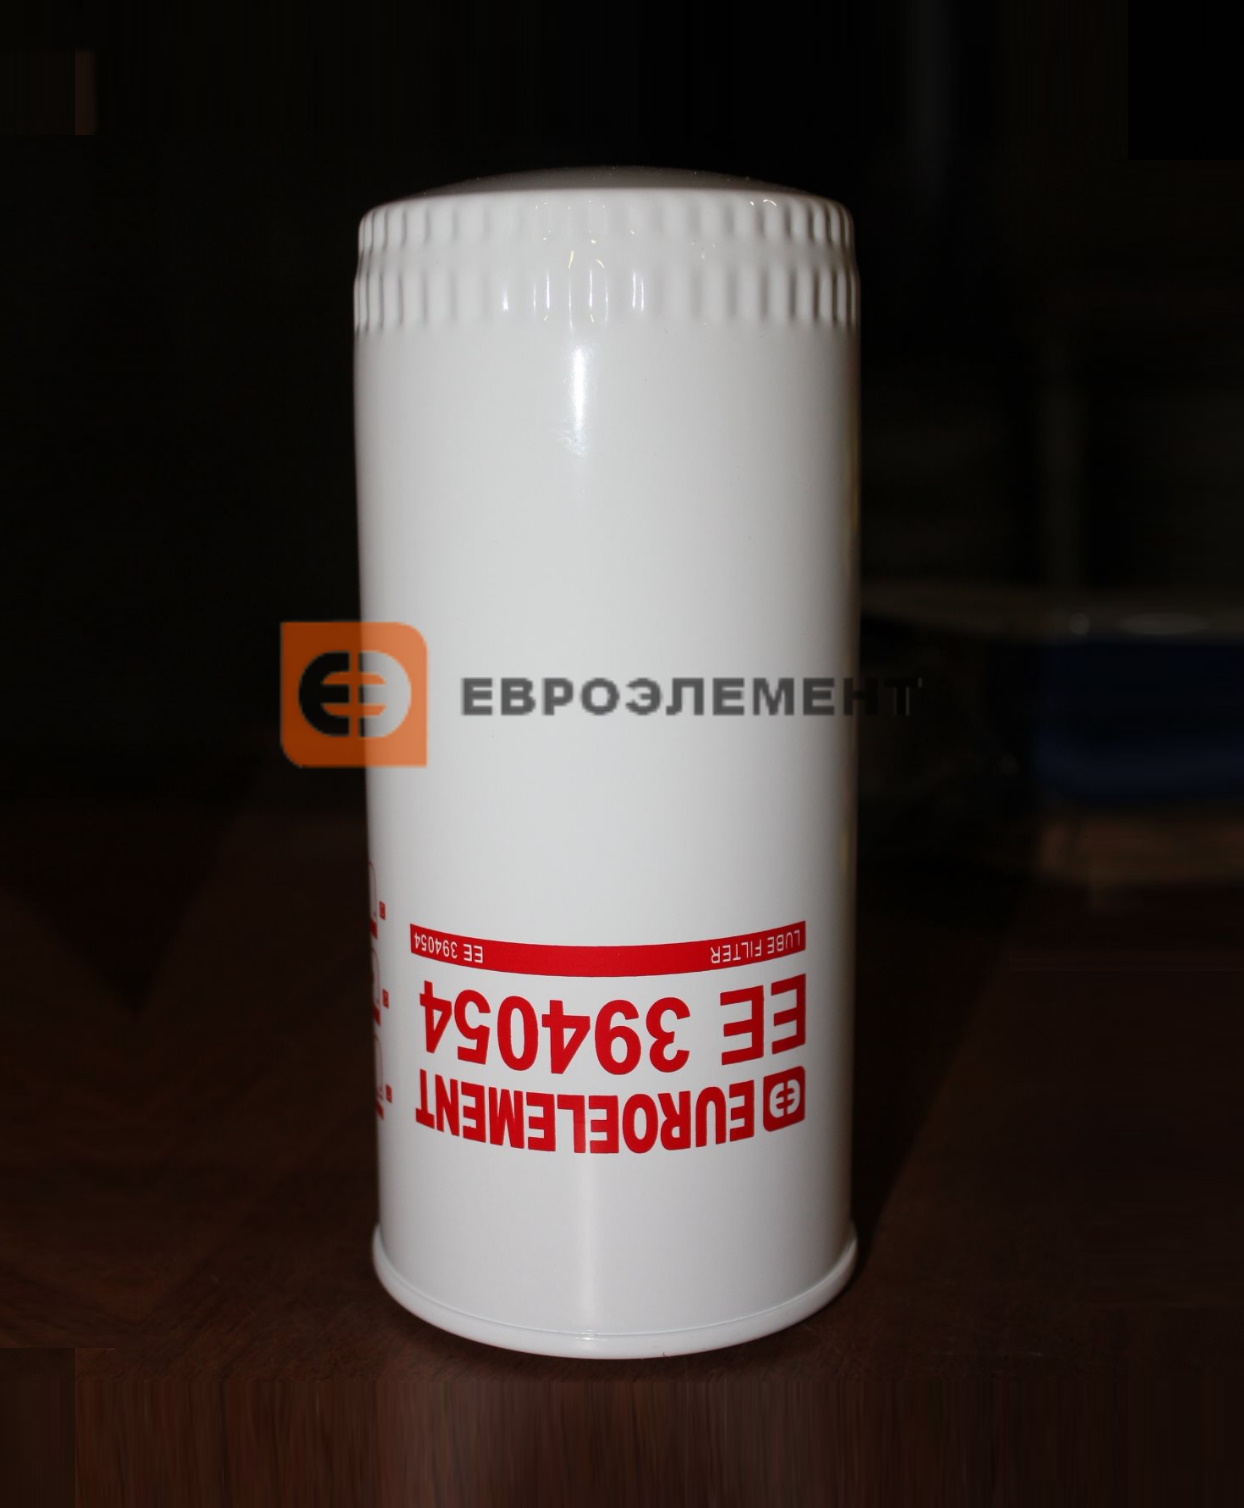 ЕВРОЭЛЕМЕНТ
EUROELEMENT
EE 394054
LUBE FILTER EE 394054